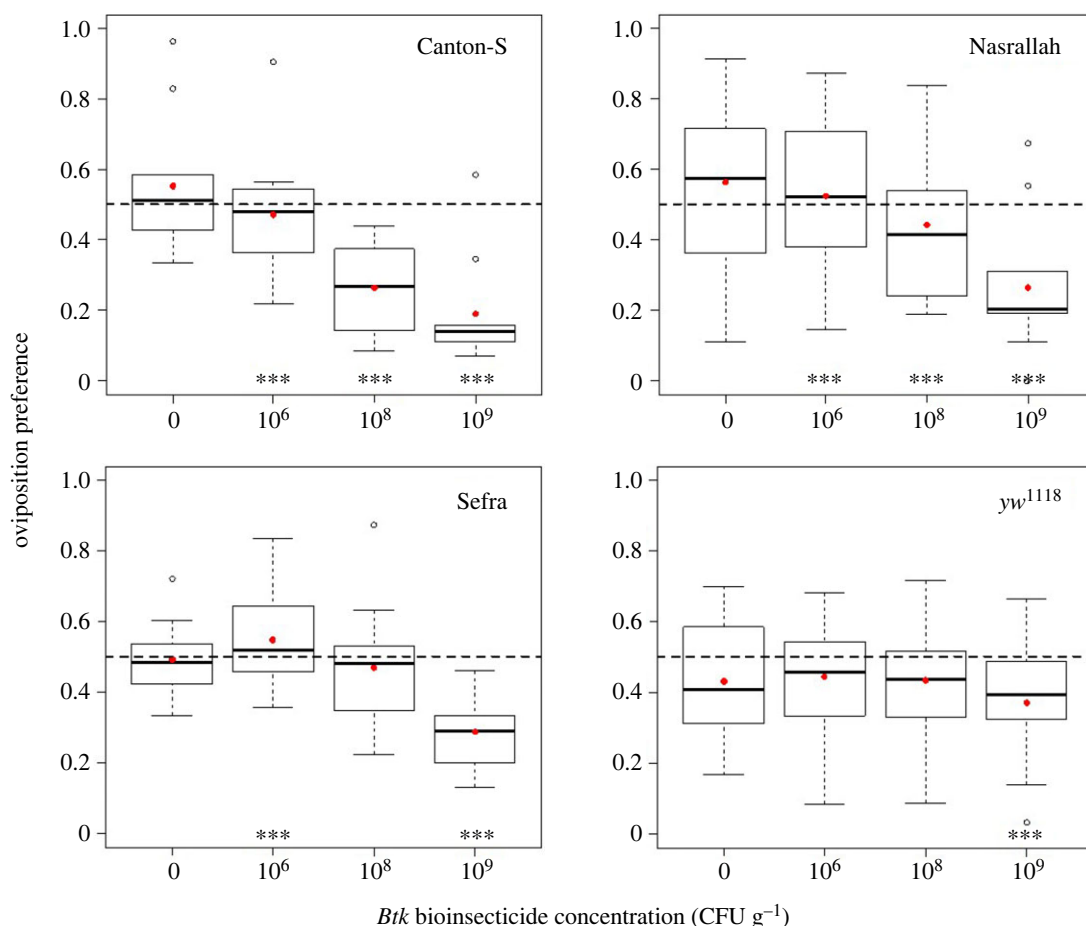 Canton-S
1.0
0.8
0.6
0.4
0.2
0
*** *** ***
0 10⁶ 10⁸ 10⁹
Nasrallah
1.0
0.8
0.6
0.4
0.2
0
*** *** ***
0 10⁶ 10⁸ 10⁹
oviposition preference
Sefra
1.0
0.8
0.6
0.4
0.2
0
*** ***
0 10⁶ 10⁸ 10⁹
yw¹¹¹⁸
1.0
0.8
0.6
0.4
0.2
0
***
0 10⁶ 10⁸ 10⁹
Btk bioinsecticide concentration (CFU g⁻¹)